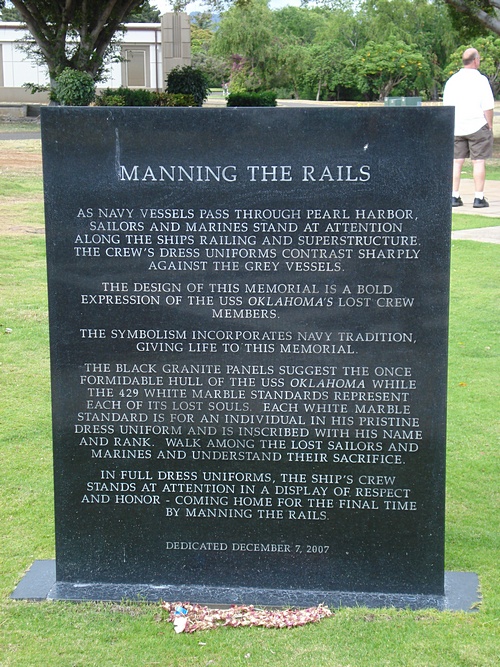 MANNING THE RAILS
AS NAVY VESSELS PASS THROUGH PEARL HARBOR,
SAILORS AND MARINES STAND AT ATTENTION
ALONG THE SHIPS RAILING AND SUPERSTRUCTURE.
THE CREW'S DRESS UNIFORMS CONTRAST SHARPLY
AGAINST THE GREY VESSELS.
THE DESIGN OF THIS MEMORIAL IS A BOLD
EXPRESSION OF THE USS OKLAHOMA'S LOST CREW
MEMBERS.
THE SYMBOLISM INCORPORATES NAVY TRADITION,
GIVING LIFE TO THIS MEMORIAL.
THE BLACK GRANITE PANELS SUGGEST THE ONCE
FORMIDABLE HULL OF THE USS OKLAHOMA WHILE
THE 429 WHITE MARBLE STANDARDS REPRESENT
EACH OF ITS LOST SOULS. EACH WHITE MARBLE
STANDARD IS FOR AN INDIVIDUAL IN HIS PRISTINE
DRESS UNIFORM AND IS INSCRIBED WITH HIS NAME
AND RANK. WALK AMONG THE LOST SAILORS AND
MARINES AND UNDERSTAND THEIR SACRIFICE.
IN FULL DRESS UNIFORMS, THE SHIP'S CREW
STANDS AT ATTENTION IN A DISPLAY OF RESPECT
AND HONOR - COMING HOME FOR THE FINAL TIME
BY MANNING THE RAILS.
DEDICATED DECEMBER 7, 2007